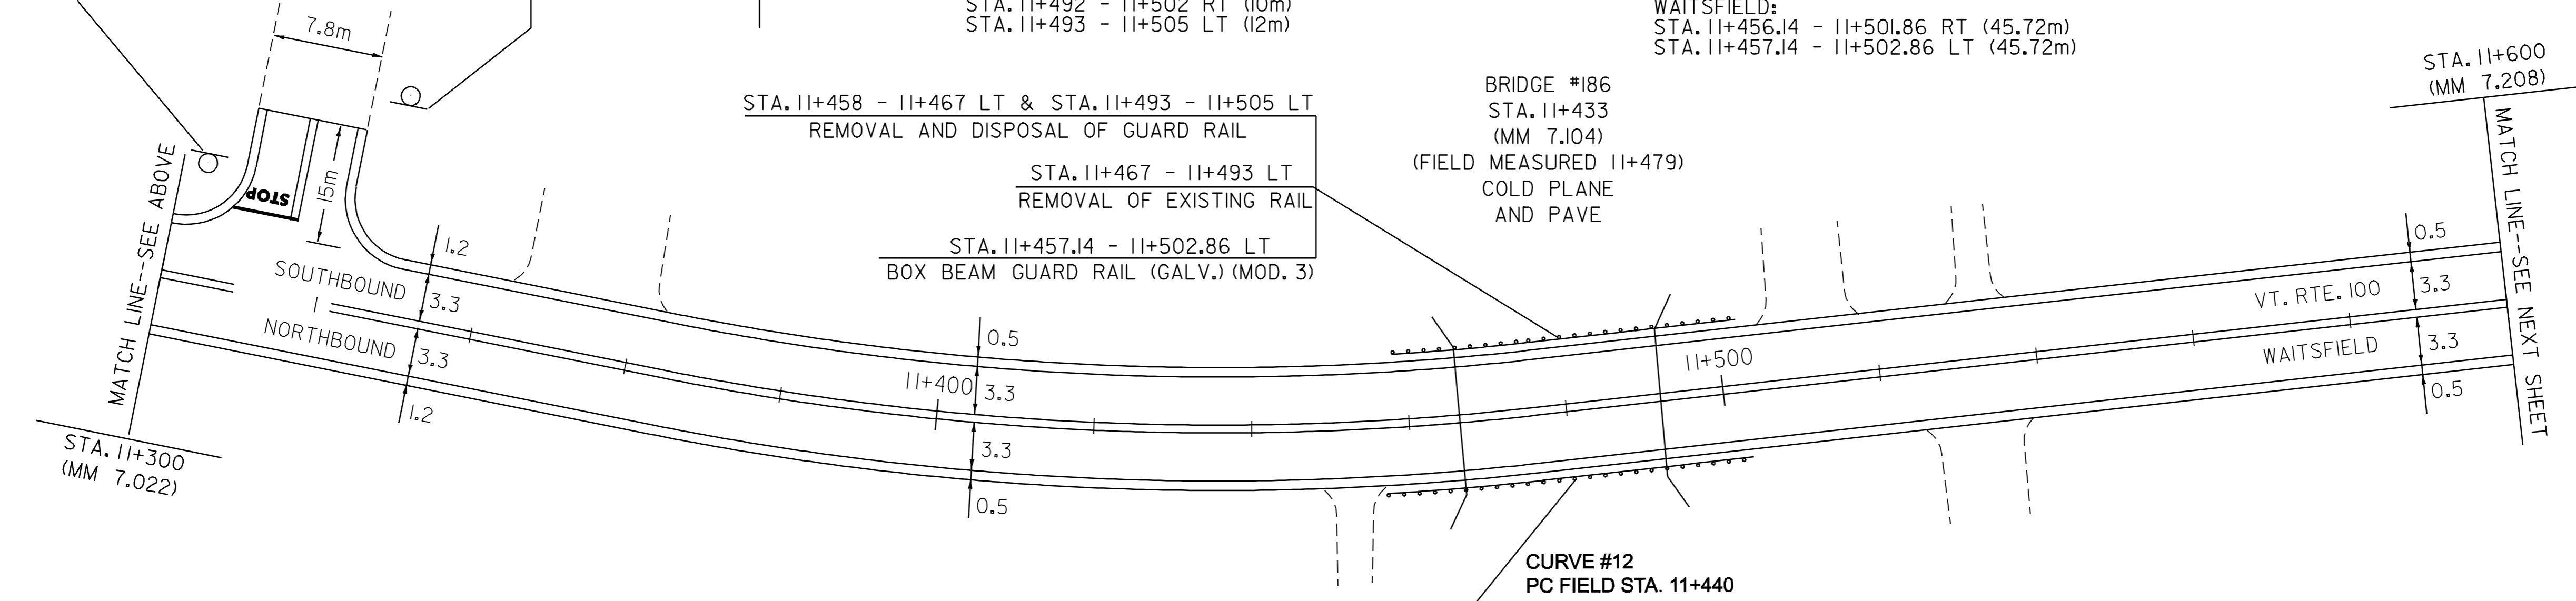 STA. 11+492 - 11+502 RT (10m)
STA. 11+493 - 11+505 LT (12m)
WAITSFIELD:
STA. 11+456.14 - 11+501.86 RT (45.72m)
STA. 11+457.14 - 11+502.86 LT (45.72m)
7.8m
STA. 11+600
(MM 7.208)
BRIDGE #186
STA. 11+433
(MM 7.104)
(FIELD MEASURED 11+479)
COLD PLANE
AND PAVE
STA. 11+458 - 11+467 LT & STA. 11+493 - 11+505 LT
REMOVAL AND DISPOSAL OF GUARD RAIL
STA. 11+467 - 11+493 LT
REMOVAL OF EXISTING RAIL
STA. 11+457.14 - 11+502.86 LT
BOX BEAM GUARD RAIL (GALV.) (MOD. 3)
MATCH LINE--SEE ABOVE
STOP
15m
1.2
SOUTHBOUND
3.3
NORTHBOUND
3.3
1.2
STA. 11+300
(MM 7.022)
0.5
11+400
3.3
3.3
0.5
11+500
0.5
VT. RTE. 100
3.3
WAITSFIELD
3.3
0.5
MATCH LINE--SEE NEXT SHEET
CURVE #12
PC FIELD STA. 11+440